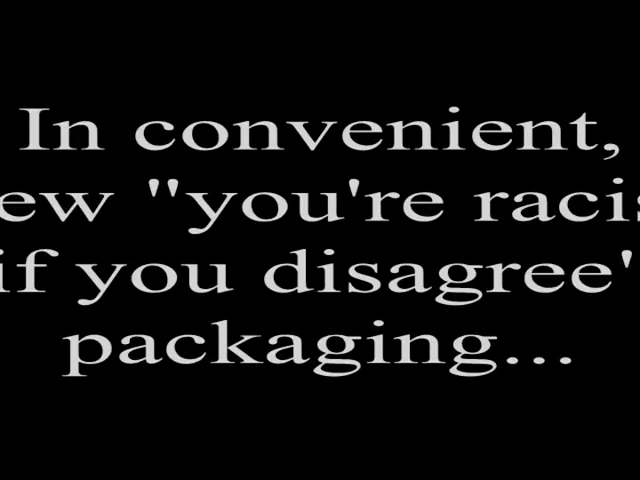 In convenient,
ew "you're racis
if you disagree"
packaging...